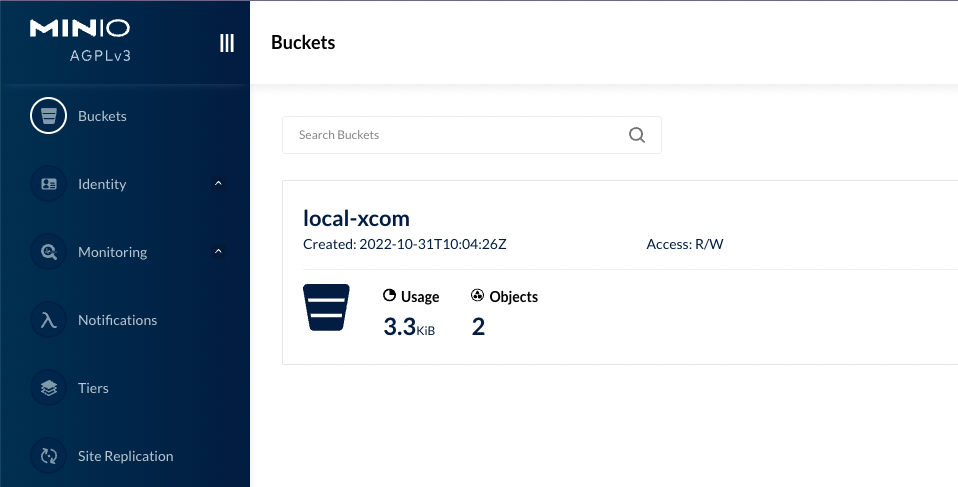 MINIO
AGPLv3
Buckets
Identity
Monitoring
Notifications
Tiers
Site Replication
Buckets
Search Buckets
local-xcom
Created: 2022-10-31T10:04:26Z Access: R/W
Usage Objects
3.3KiB 2